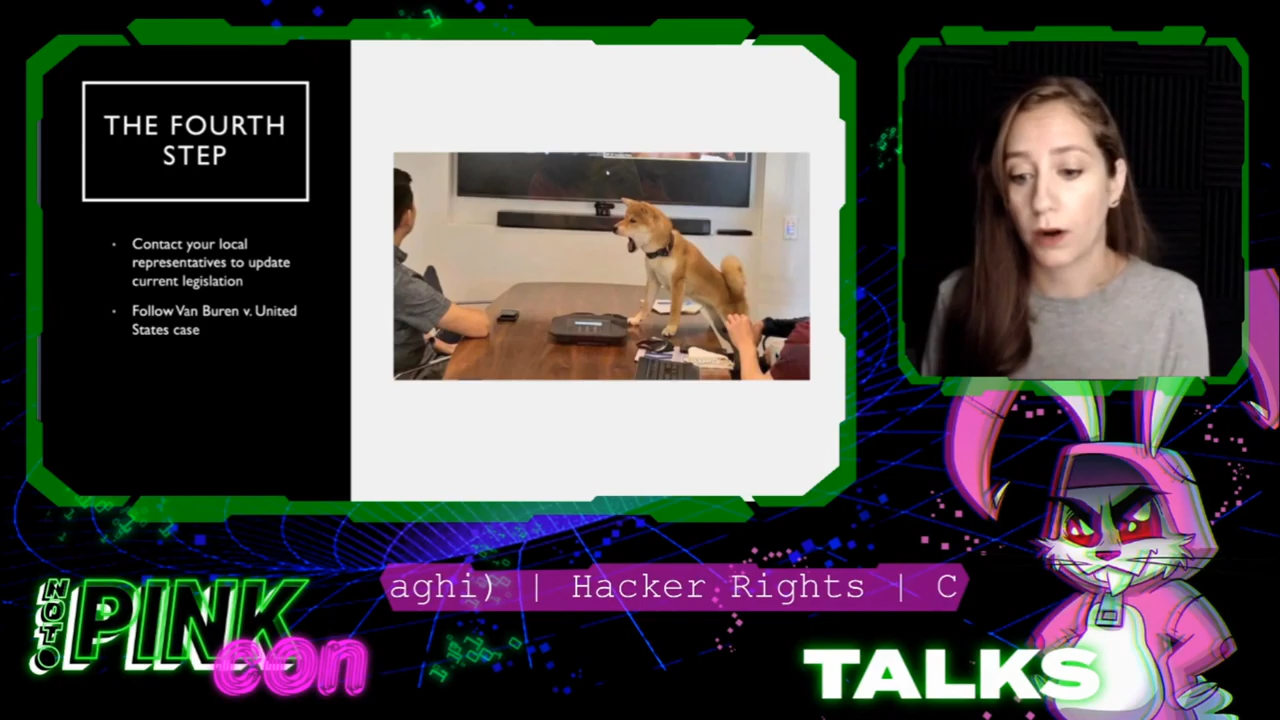 THE FOURTH
STEP
• Contact your local
representatives to update
current legislation
• Follow Van Buren v. United
States case
aghi) | Hacker Rights | C
NOT
PINK
con
TALKS